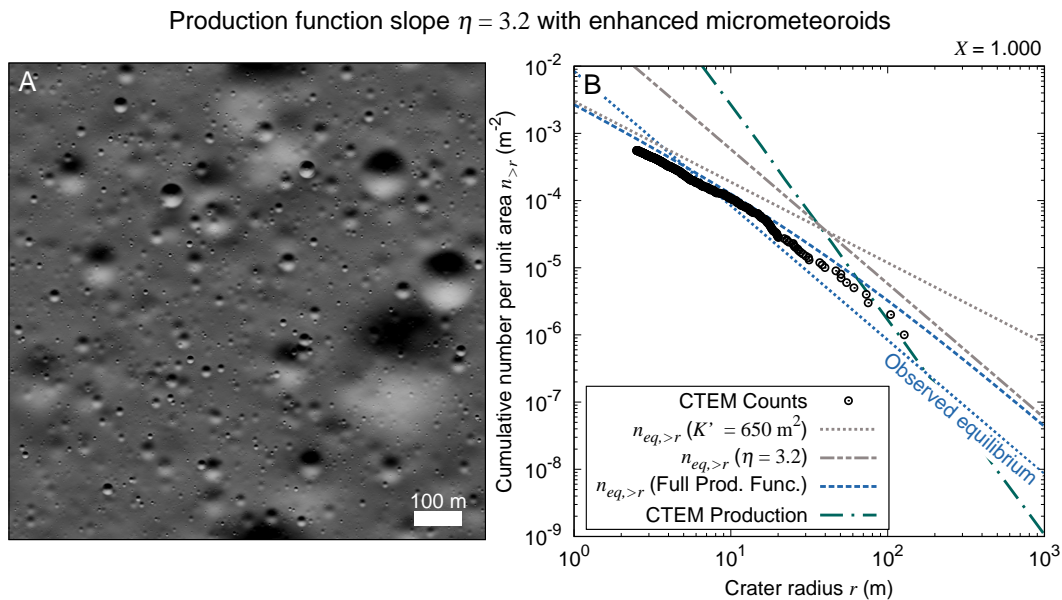 Production function slope η = 3.2 with enhanced micrometeoroids
X = 1.000
A
100 m
B
Cumulative number per unit area n>r (m-2)
10-2
10-3
10-4
10-5
10-6
10-7
10-8
10-9
Observed equilibrium
CTEM Counts
neq,>r (K' = 650 m2)
neq,>r (η = 3.2)
neq,>r (Full Prod. Func.)
CTEM Production
100 101 102 103
Crater radius r (m)